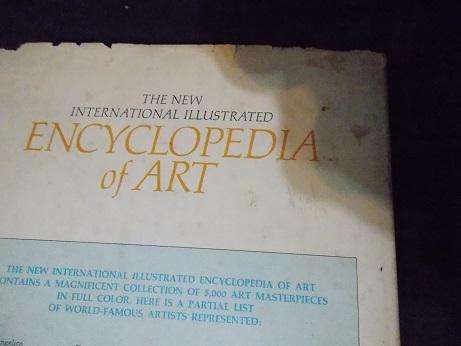 THE NEW
INTERNATIONAL ILLUSTRATED
ENCYCLOPEDIA
of ART
THE NEW INTERNATIONAL ILLUSTRATED ENCYCLOPEDIA OF ART
ONTAINS A MAGNIFICENT COLLECTION OF 5,000 ART MASTERPIECES
IN FULL COLOR. HERE IS A PARTIAL LIST
OF WORLD-FAMOUS ARTISTS REPRESENTED: